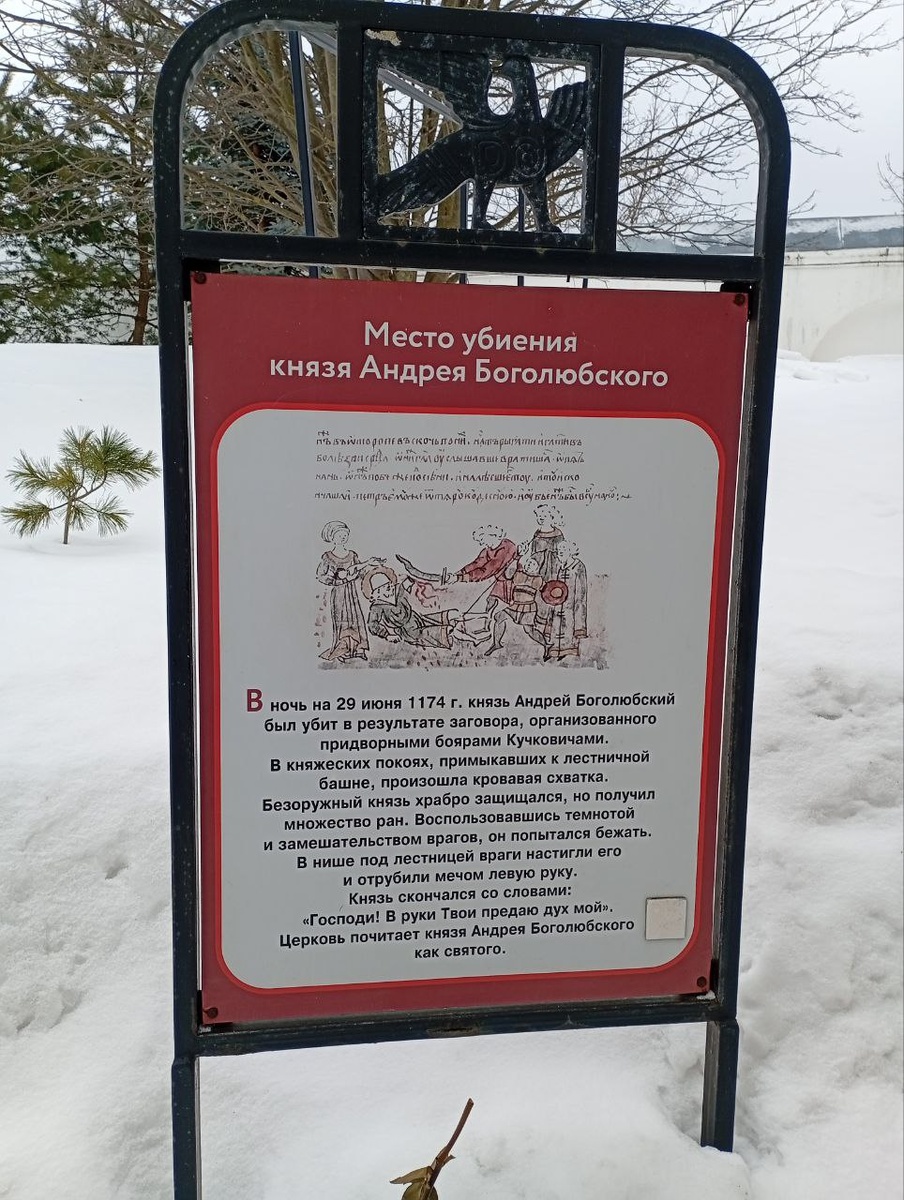 Место убиения
князя Андрея Боголюбского
В ночь на 29 июня 1174 г. князь Андрей Боголюбский
был убит в результате заговора, организованного
придворными боярами Кучковичами.
В княжеских покоях, примыкавших к лестничной
башне, произошла кровавая схватка.
Безоружный князь храбро защищался, но получил
множество ран. Воспользовавшись темнотой
и замешательством врагов, он попытался бежать.
В нише под лестницей враги настигли его
и отрубили мечом левую руку.
Князь скончался со словами:
«Господи! В руки Твои предаю дух мой».
Церковь почитает князя Андрея Боголюбского
как святого.